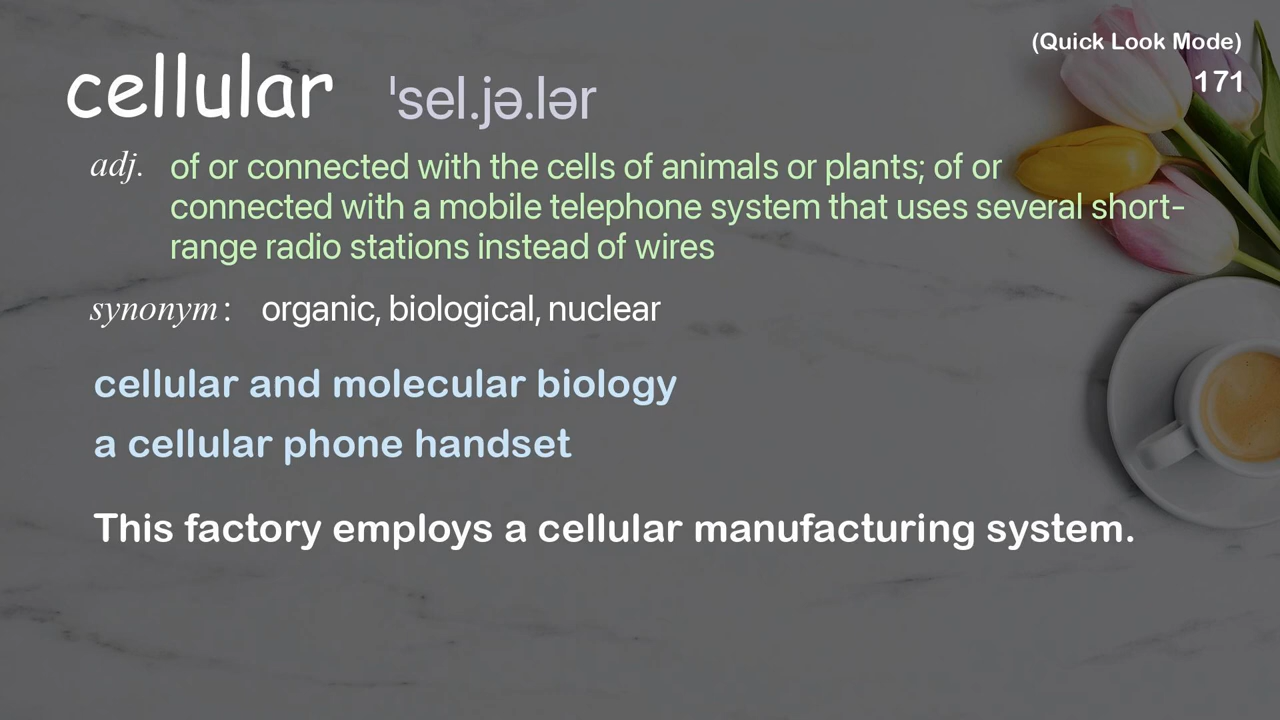 (Quick Look Mode)
171
cellular ˈsel.jə.lər
adj. of or connected with the cells of animals or plants; of or
connected with a mobile telephone system that uses several short-
range radio stations instead of wires
synonym: organic, biological, nuclear
cellular and molecular biology
a cellular phone handset
This factory employs a cellular manufacturing system.